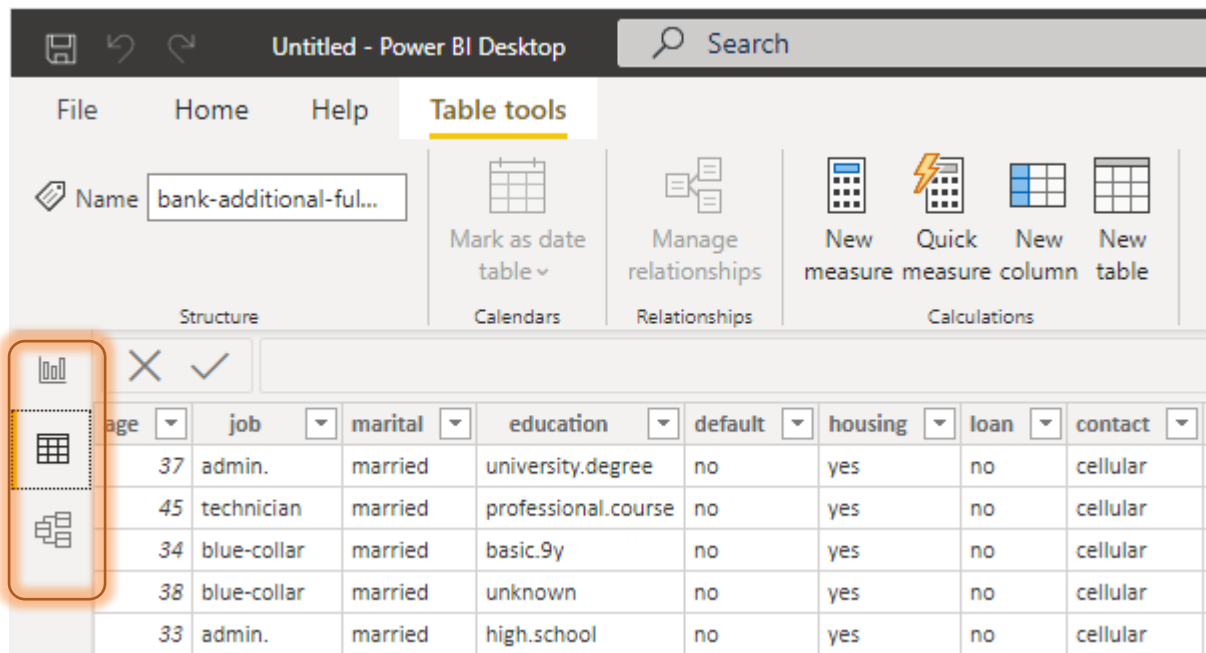 Untitled - Power BI Desktop Search
File Home Help Table tools
Name bank-additional-ful...
Mark as date table
Manage relationships
New measure
Quick measure
New column
New table
Structure Calendars Relationships Calculations
age job marital education default housing loan contact
37 admin. married university.degree no yes no cellular
45 technician married professional.course no yes no cellular
34 blue-collar married basic.9y no yes no cellular
38 blue-collar married unknown no yes no cellular
33 admin. married high.school no yes no cellular